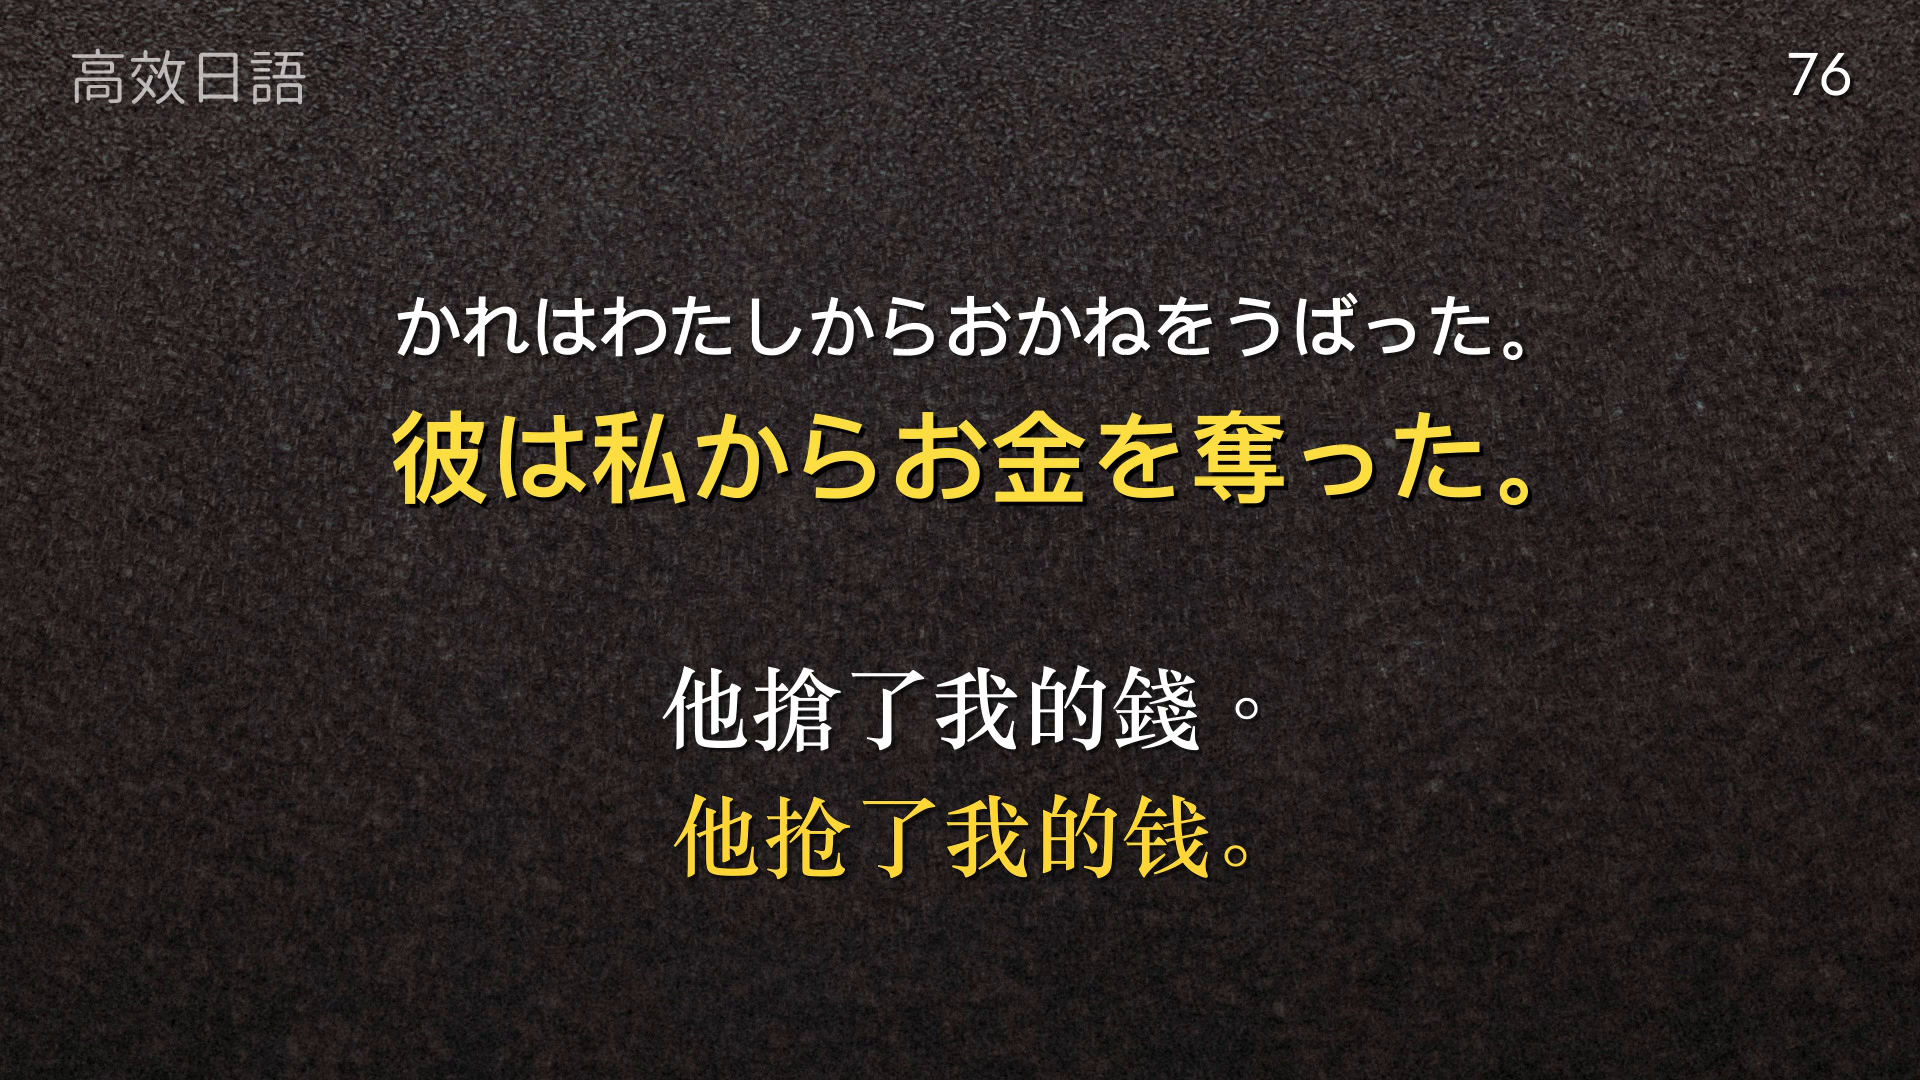 高效日語
76
かれはわたしからおかねをうばった。
彼は私からお金を奪った。
他搶了我的錢。
他抢了我的钱。